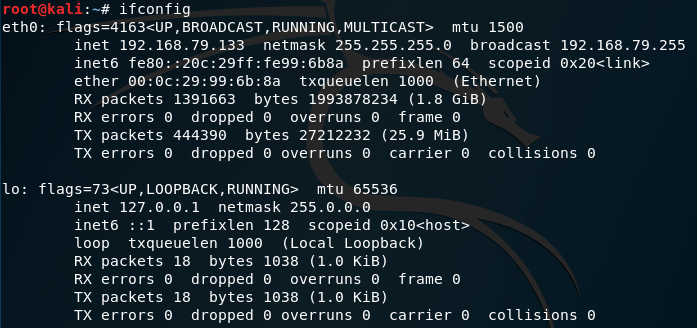 root@kali:~# ifconfig
eth0: flags=4163<UP,BROADCAST,RUNNING,MULTICAST>  mtu 1500
        inet 192.168.79.133  netmask 255.255.255.0  broadcast 192.168.79.255
        inet6 fe80::20c:29ff:fe99:6b8a  prefixlen 64  scopeid 0x20<link>
        ether 00:0c:29:99:6b:8a  txqueuelen 1000  (Ethernet)
        RX packets 1391663  bytes 1993878234 (1.8 GiB)
        RX errors 0  dropped 0  overruns 0  frame 0
        TX packets 444390  bytes 27212232 (25.9 MiB)
        TX errors 0  dropped 0 overruns 0  carrier 0  collisions 0

lo: flags=73<UP,LOOPBACK,RUNNING>  mtu 65536
        inet 127.0.0.1  netmask 255.0.0.0
        inet6 ::1  prefixlen 128  scopeid 0x10<host>
        loop  txqueuelen 1000  (Local Loopback)
        RX packets 18  bytes 1038 (1.0 KiB)
        RX errors 0  dropped 0  overruns 0  frame 0
        TX packets 18  bytes 1038 (1.0 KiB)
        TX errors 0  dropped 0 overruns 0  carrier 0  collisions 0